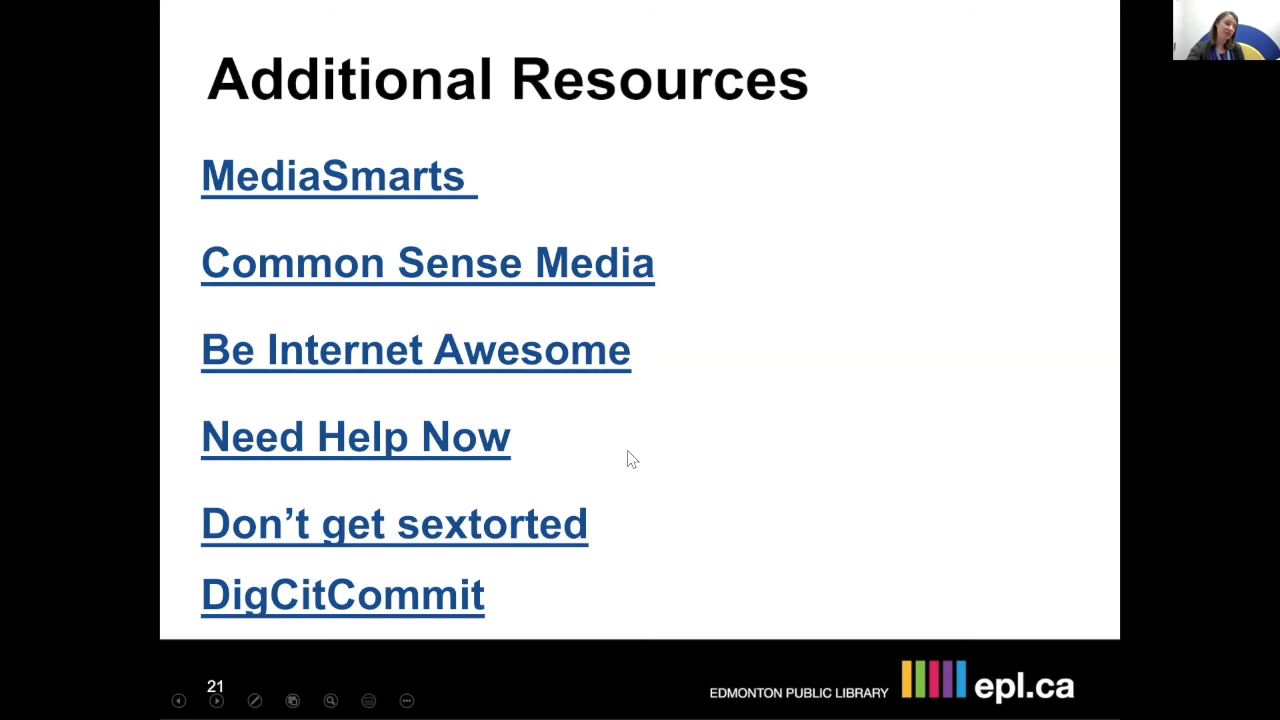 Additional Resources
MediaSmarts
Common Sense Media
Be Internet Awesome
Need Help Now
Don’t get sextorted
DigCitCommit
21
EDMONTON PUBLIC LIBRARY
epl.ca